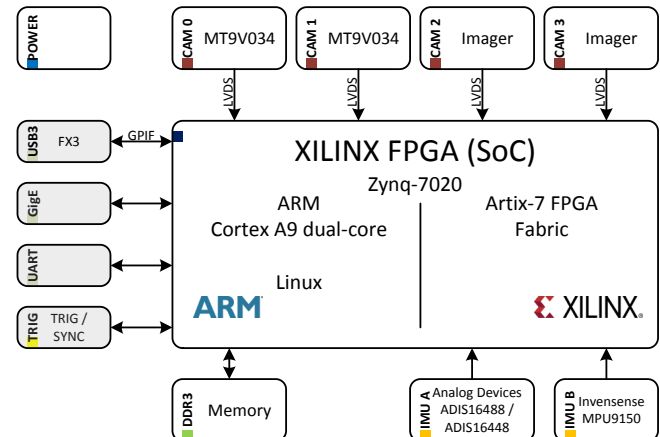 POWER
CAM 0
MT9V034
CAM 1
MT9V034
CAM 2
Imager
CAM 3
Imager
LVDS
LVDS
LVDS
LVDS
USB3
FX3
GPIF
GigE
UART
TRIG
TRIG /
SYNC
XILINX FPGA (SoC)
Zynq-7020
ARM
Cortex A9 dual-core
Linux
ARM
Artix-7 FPGA
Fabric
XILINX
DDR3
Memory
IMU A
Analog Devices
ADIS16488 /
ADIS16448
IMU B
Invensense
MPU9150